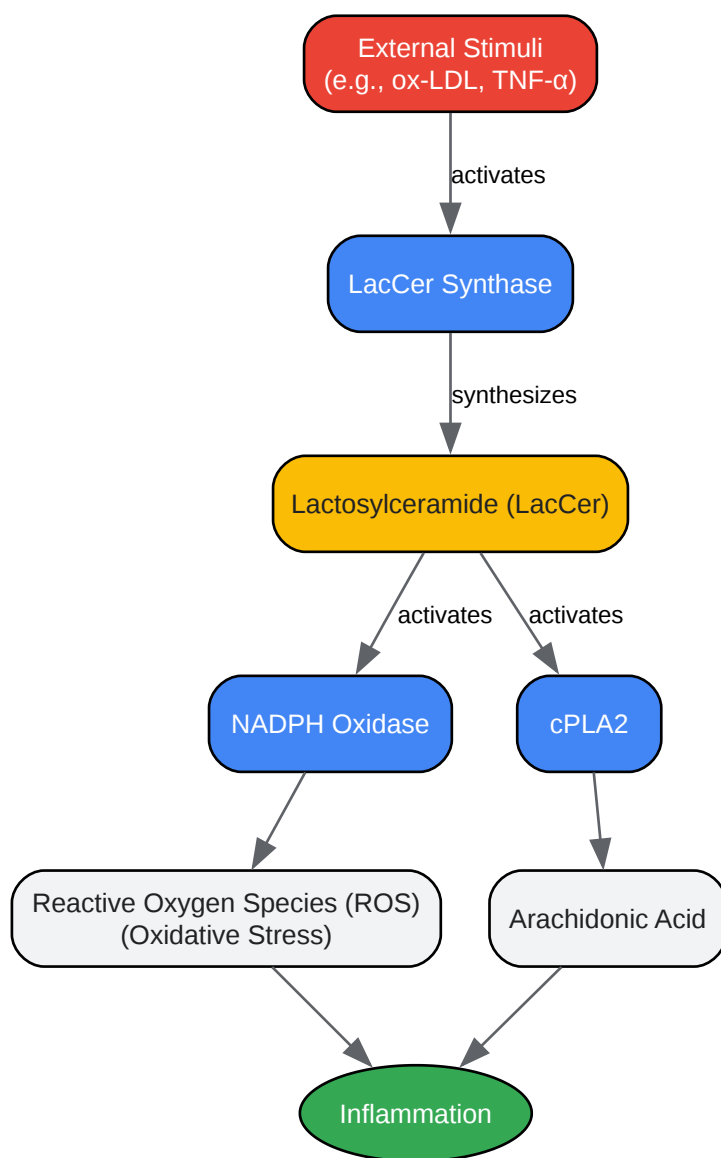 External Stimuli
(e.g., ox-LDL, TNF-α)
activates
LacCer Synthase
synthesizes
Lactosylceramide (LacCer)
activates
activates
NADPH Oxidase
cPLA2
Reactive Oxygen Species (ROS)
(Oxidative Stress)
Arachidonic Acid
Inflammation